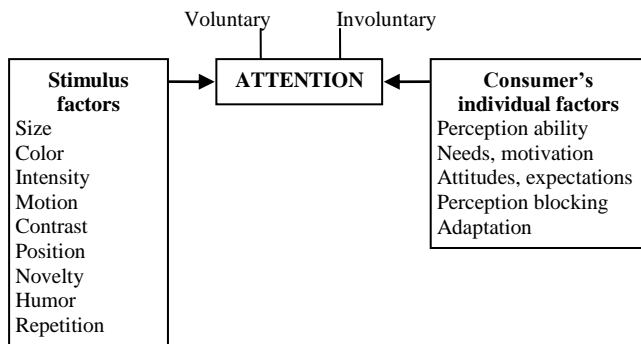 Voluntary Involuntary
ATTENTION
Stimulus
factors
Size
Color
Intensity
Motion
Contrast
Position
Novelty
Humor
Repetition
Consumer's
individual factors
Perception ability
Needs, motivation
Attitudes, expectations
Perception blocking
Adaptation